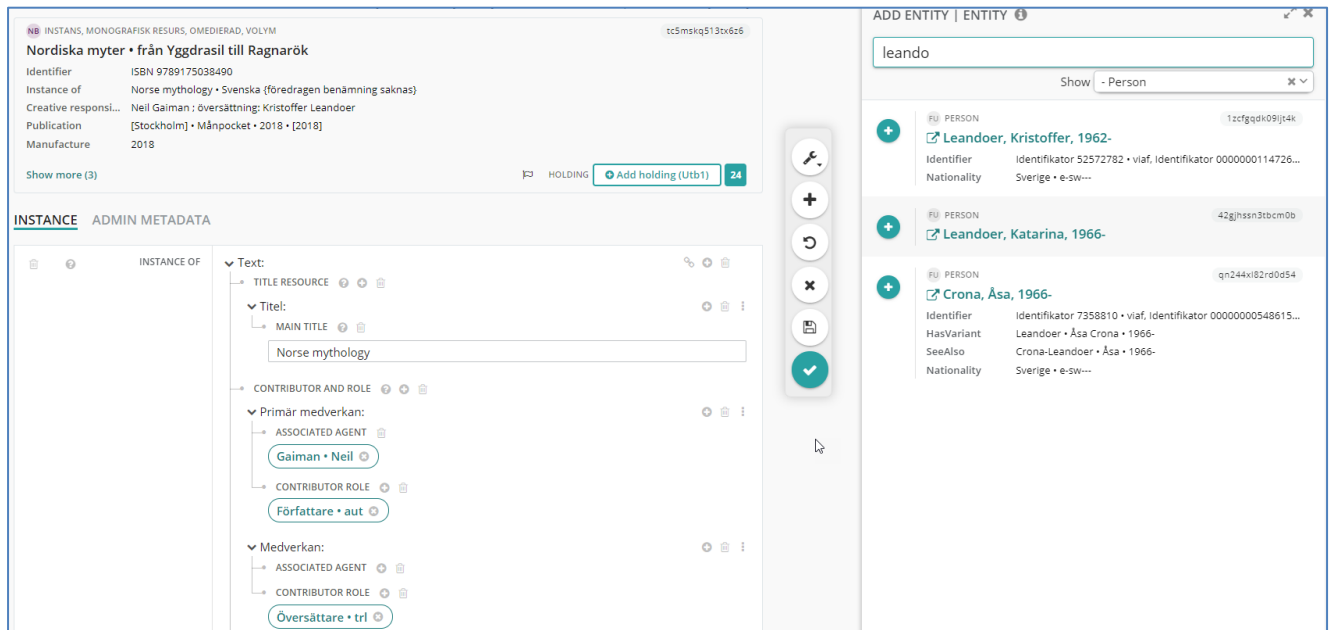 NB INSTANS, MONOGRAFISK RESURS, OMEDIERAD, VOLYM
tc5mskq513tx6z6
Nordiska myter • från Yggdrasil till Ragnarök
Identifier ISBN 9789175038490
Instance of Norse mythology • Svenska {föredragen benämning saknas}
Creative responsi... Neil Gaiman ; översättning: Kristoffer Leandoer
Publication [Stockholm] • Månpocket • 2018 • [2018]
Manufacture 2018
Show more (3)
HOLDING Add holding (Utb1) 24
INSTANCE ADMIN METADATA
INSTANCE OF
Text:
TITLE RESOURCE
Titel:
MAIN TITLE
Norse mythology
CONTRIBUTOR AND ROLE
Primär medverkan:
ASSOCIATED AGENT
Gaiman • Neil
CONTRIBUTOR ROLE
Författare • aut
Medverkan:
ASSOCIATED AGENT
CONTRIBUTOR ROLE
Översättare • trl
ADD ENTITY | ENTITY
leando
Show - Person
FU PERSON 1zcfgqdk09ljt4k
Leandoer, Kristoffer, 1962-
Identifier Identifikator 52572782 • viaf, Identifikator 0000000114726...
Nationality Sverige • e-sw---
FU PERSON 42gjhssn3tbcm0b
Leandoer, Katarina, 1966-
FU PERSON qn244xi82rd0d54
Crona, Åsa, 1966-
Identifier Identifikator 7358810 • viaf, Identifikator 00000000548615...
HasVariant Leandoer • Åsa Crona • 1966-
SeeAlso Crona-Leandoer • Åsa • 1966-
Nationality Sverige • e-sw---